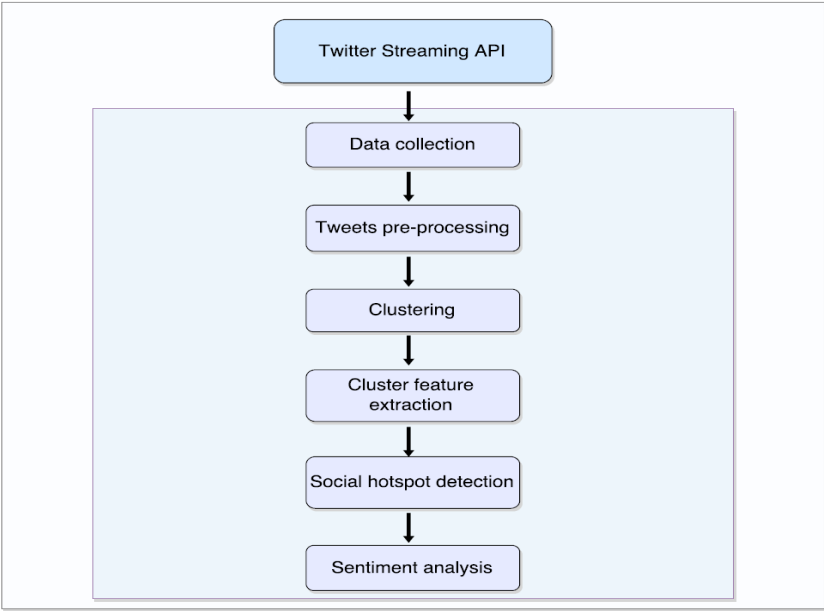 Twitter Streaming API
Data collection
Tweets pre-processing
Clustering
Cluster feature
extraction
Social hotspot detection
Sentiment analysis